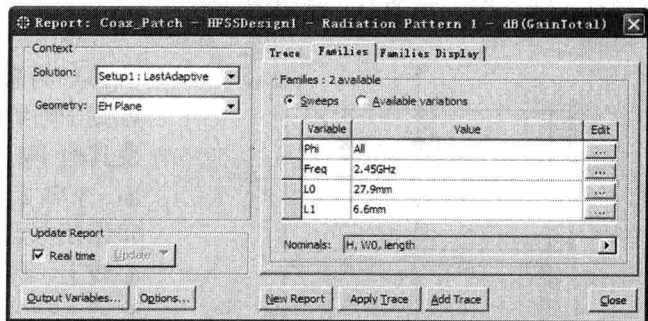 Report: Coax_Patch - HFSSDesign1 - Radiation Pattern 1 - dB(GainTotal)
Context
Solution: Setup1 : LastAdaptive
Geometry: EH Plane
Update Report
Real time Update
Trace Families Families Display
Families : 2 available
Sweeps Available variations
Variable Value Edit
Phi All ...
Freq 2.45GHz ...
L0 27.9mm ...
L1 6.6mm ...
Nominals: H, W0, length
Output Variables... Options... New Report Apply Trace Add Trace Close